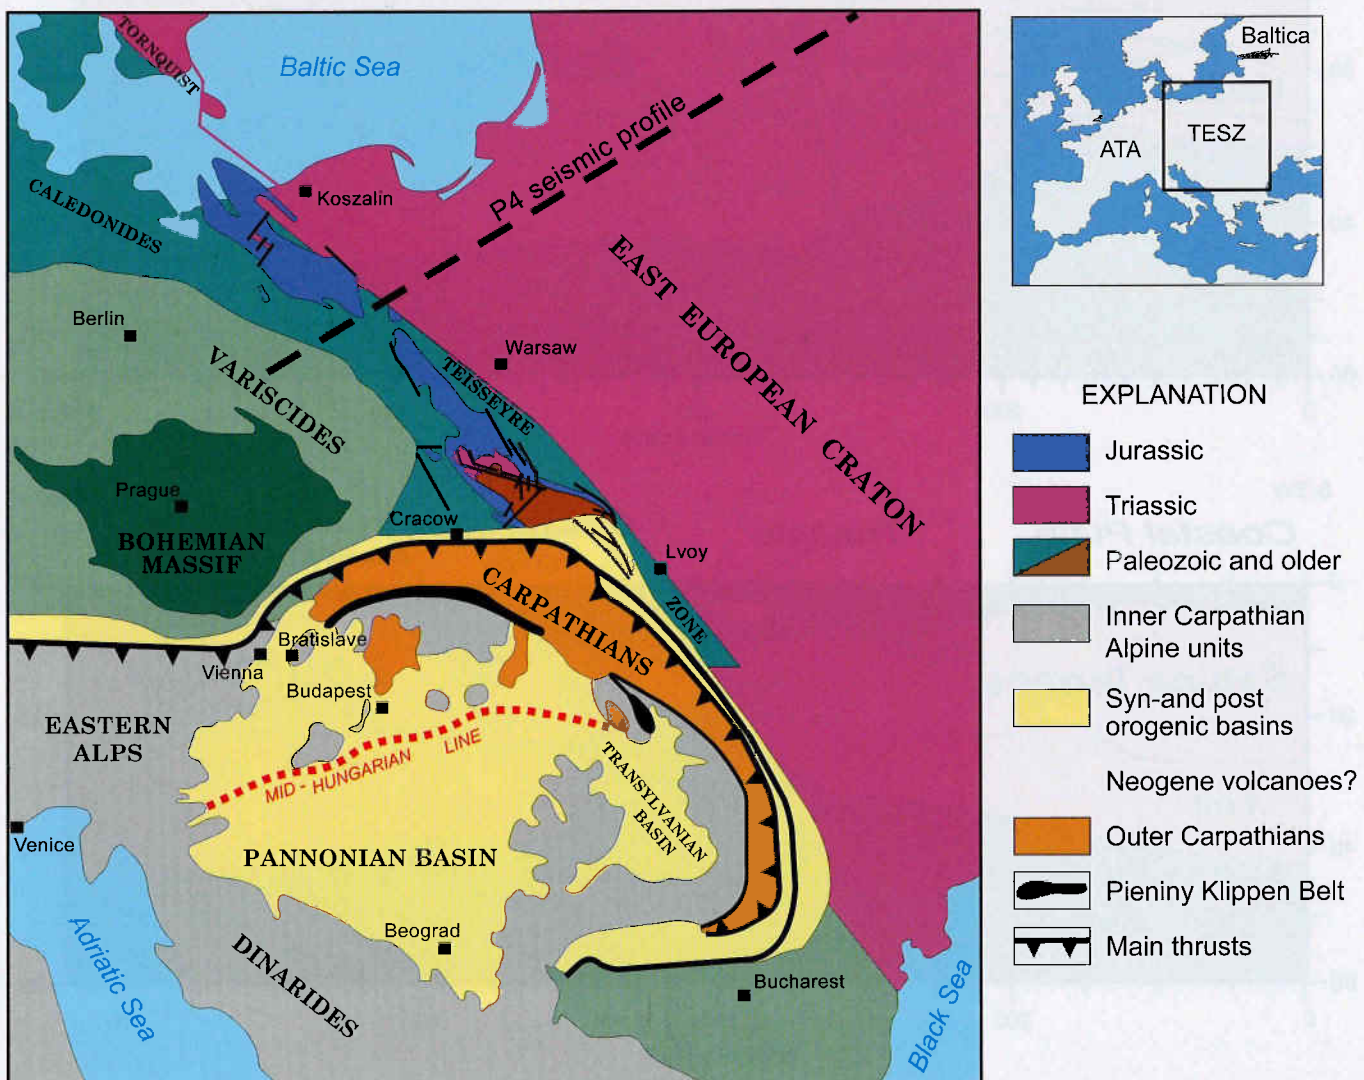 TORNQUIST
Baltic Sea
P4 seismic profile
CALEDONIDES
Koszalin
EAST EUROPEAN CRATON
Berlin
VARISCIDES
Warsaw
TEISSEYRE
Prague
BOHEMIAN
MASSIF
Cracow
Lvoy
ZONE
CARPATHIANS
Bratislave
Vienna
Budapest
EASTERN
ALPS
MID - HUNGARIAN LINE
TRANSYLVANIAN
BASIN
Venice
PANNONIAN BASIN
Adriatic Sea
DINARIDES
Beograd
Bucharest
Black Sea
Baltica
ATA
TESZ
EXPLANATION
Jurassic
Triassic
Paleozoic and older
Inner Carpathian
Alpine units
Syn-and post
orogenic basins
Neogene volcanoes?
Outer Carpathians
Pieniny Klippen Belt
Main thrusts